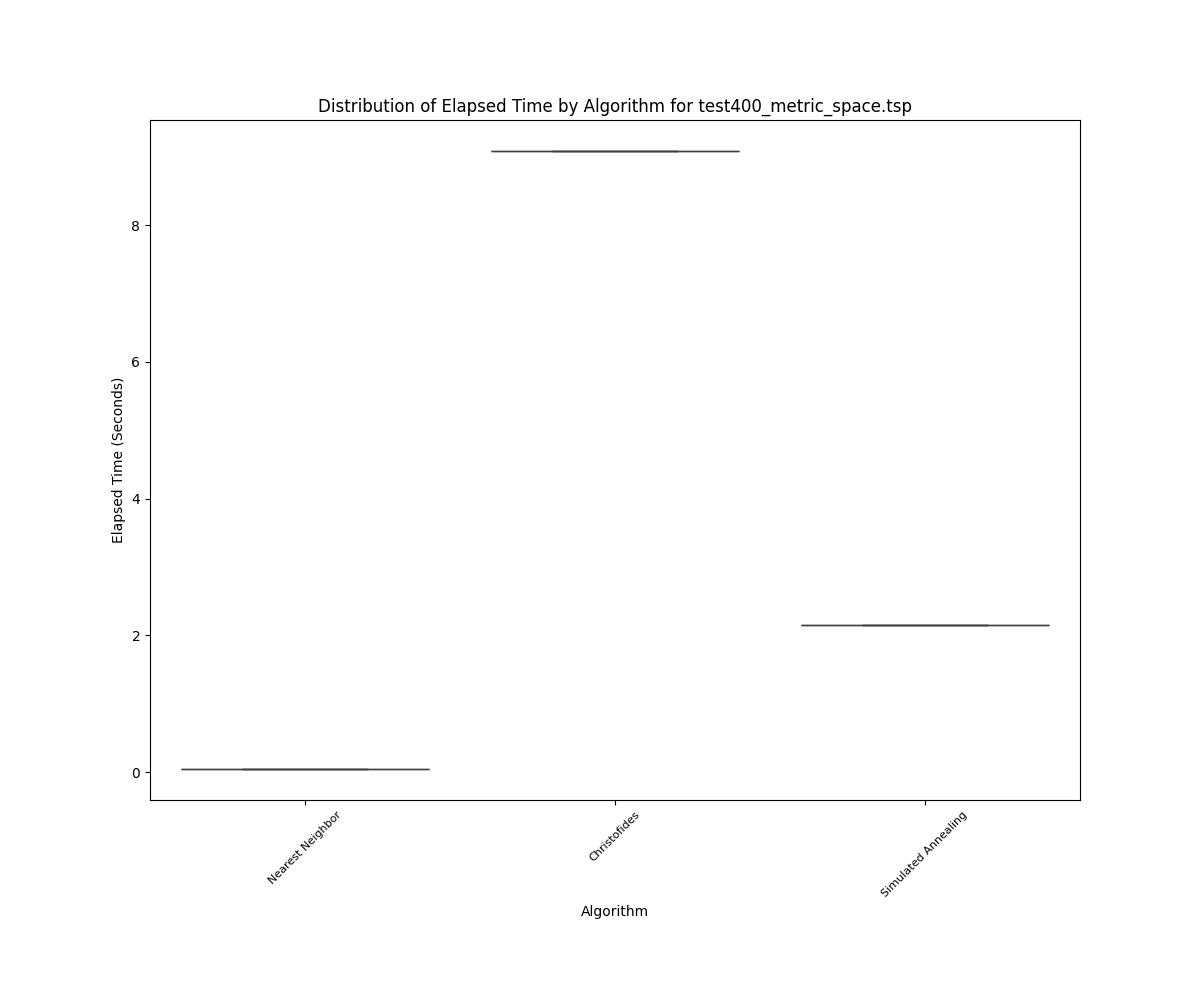 Distribution of Elapsed Time by Algorithm for test400_metric_space.tsp
8
6
4
2
0
Elapsed Time (Seconds)
Nearest Neighbor
Christofides
Simulated Annealing
Algorithm